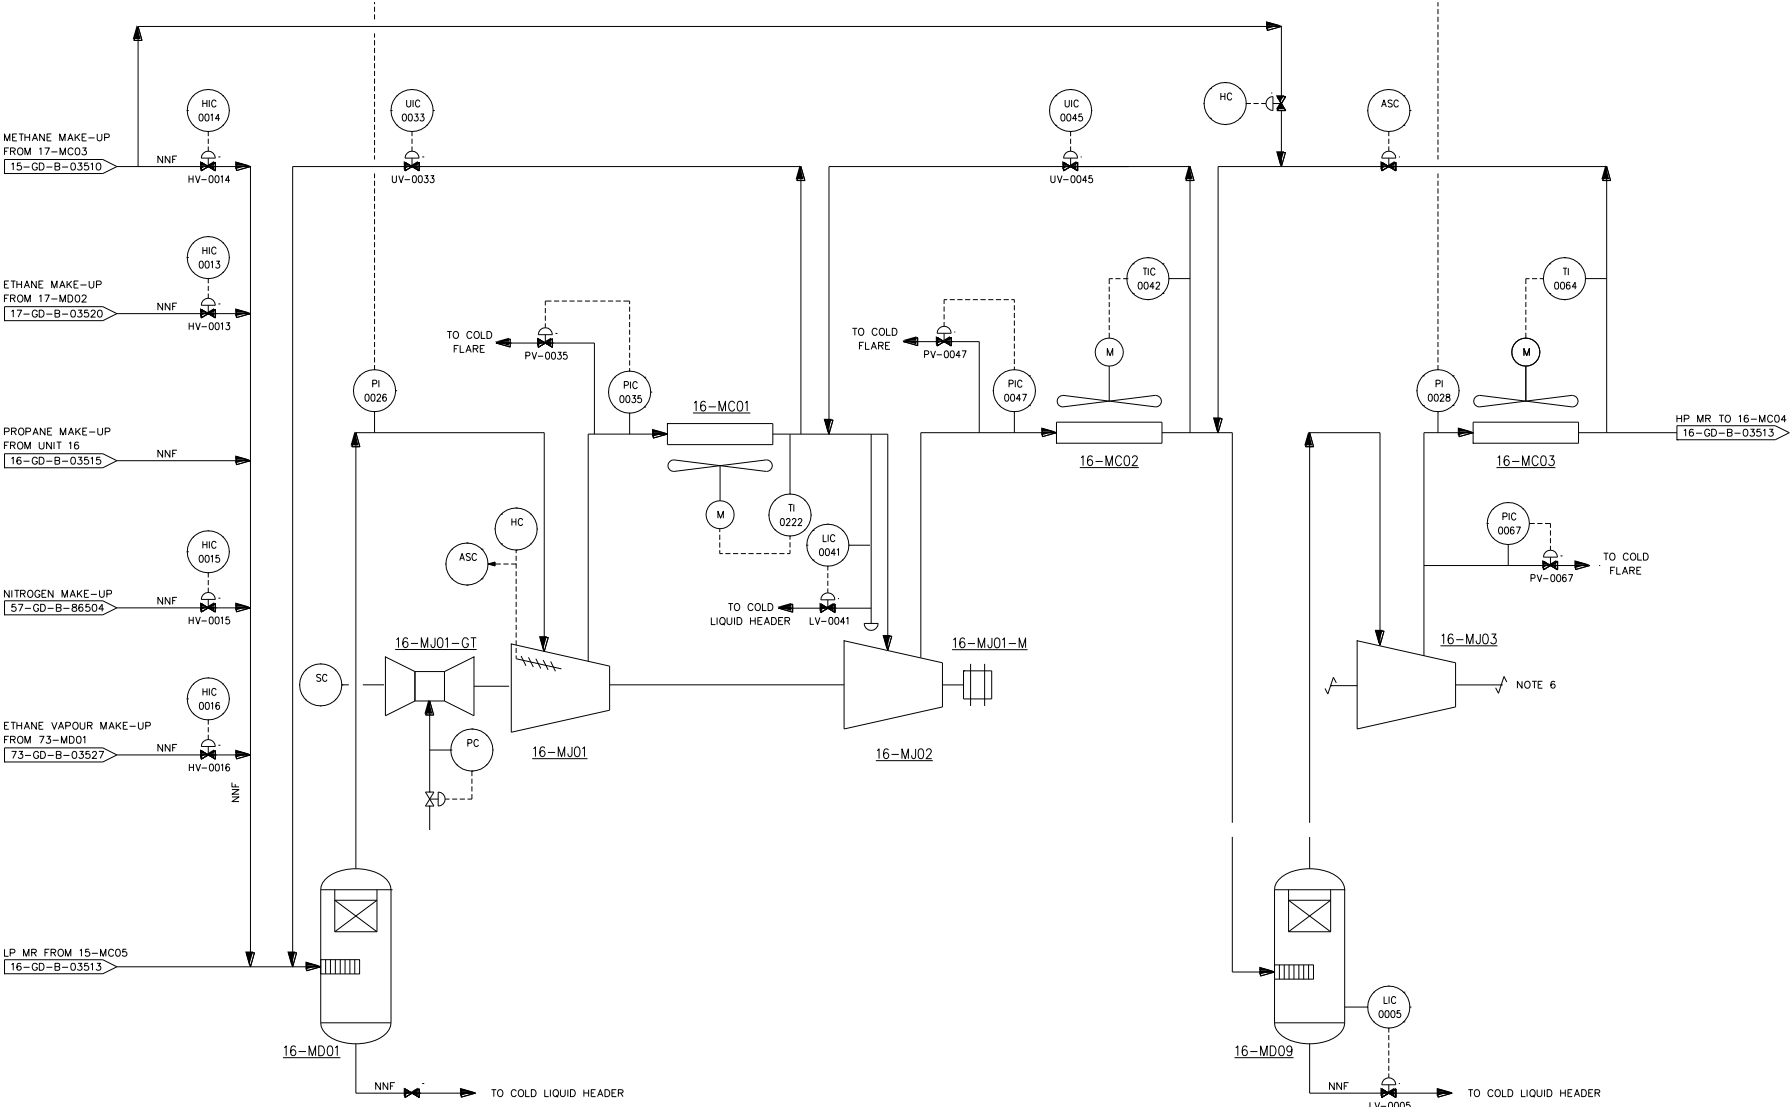 HIC
0014
UIC
0033
UIC
0045
HC
ASC
METHANE MAKE-UP
FROM 17-MC03
15-GD-B-03510
NNF
HV-0014
UV-0033
UV-0045
HIC
0013
ETHANE MAKE-UP
FROM 17-MD02
17-GD-B-03520
NNF
HV-0013
TIC
0042
TI
0064
TO COLD
FLARE
PV-0035
TO COLD
FLARE
PV-0047
M
M
PI
0026
PIC
0035
16-MC01
PIC
0047
PI
0028
HP MR TO 16-MC04
16-GD-B-03513
PROPANE MAKE-UP
FROM UNIT 16
16-GD-B-03515
NNF
16-MC02
16-MC03
HC
M
TI
0222
LIC
0041
PIC
0067
ASC
HIC
0015
NITROGEN MAKE-UP
57-GD-B-86504
NNF
HV-0015
TO COLD
LIQUID HEADER
LV-0041
PV-0067
TO COLD
FLARE
16-MJ01-GT
16-MJ01-M
16-MJ03
SC
NOTE 6
HIC
0016
ETHANE VAPOUR MAKE-UP
FROM 73-MD01
73-GD-B-03527
NNF
HV-0016
PC
16-MJ01
16-MJ02
NNF
LP MR FROM 15-MC05
16-GD-B-03513
LIC
0005
16-MD01
16-MD09
NNF
TO COLD LIQUID HEADER
NNF
TO COLD LIQUID HEADER
LV-0005